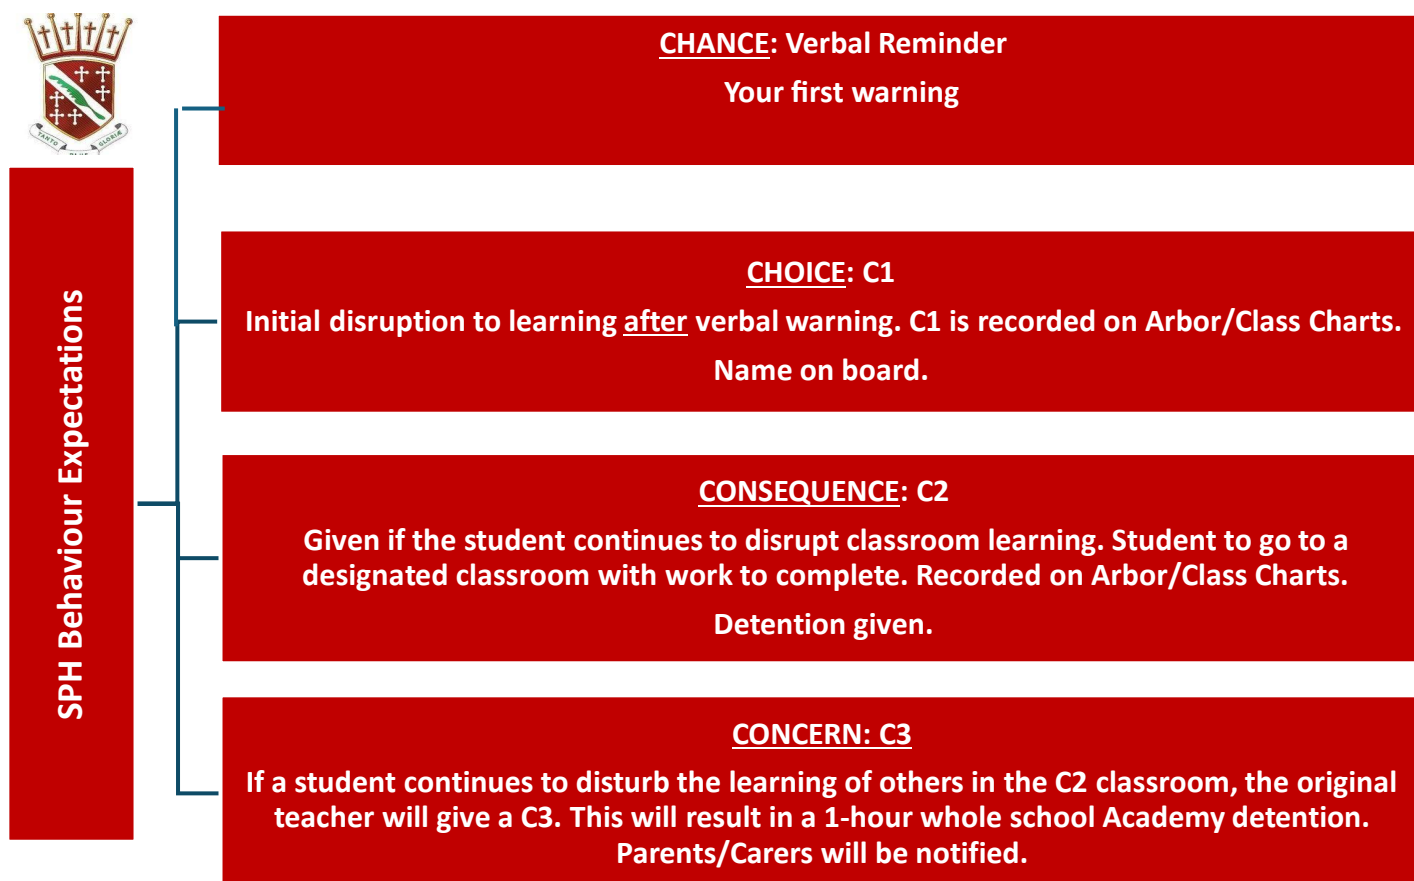 TANTO
GLORIÆ
SPH Behaviour Expectations
CHANCE: Verbal Reminder
Your first warning
CHOICE: C1
Initial disruption to learning after verbal warning. C1 is recorded on Arbor/Class Charts.
Name on board.
CONSEQUENCE: C2
Given if the student continues to disrupt classroom learning. Student to go to a
designated classroom with work to complete. Recorded on Arbor/Class Charts.
Detention given.
CONCERN: C3
If a student continues to disturb the learning of others in the C2 classroom, the original
teacher will give a C3. This will result in a 1-hour whole school Academy detention.
Parents/Carers will be notified.